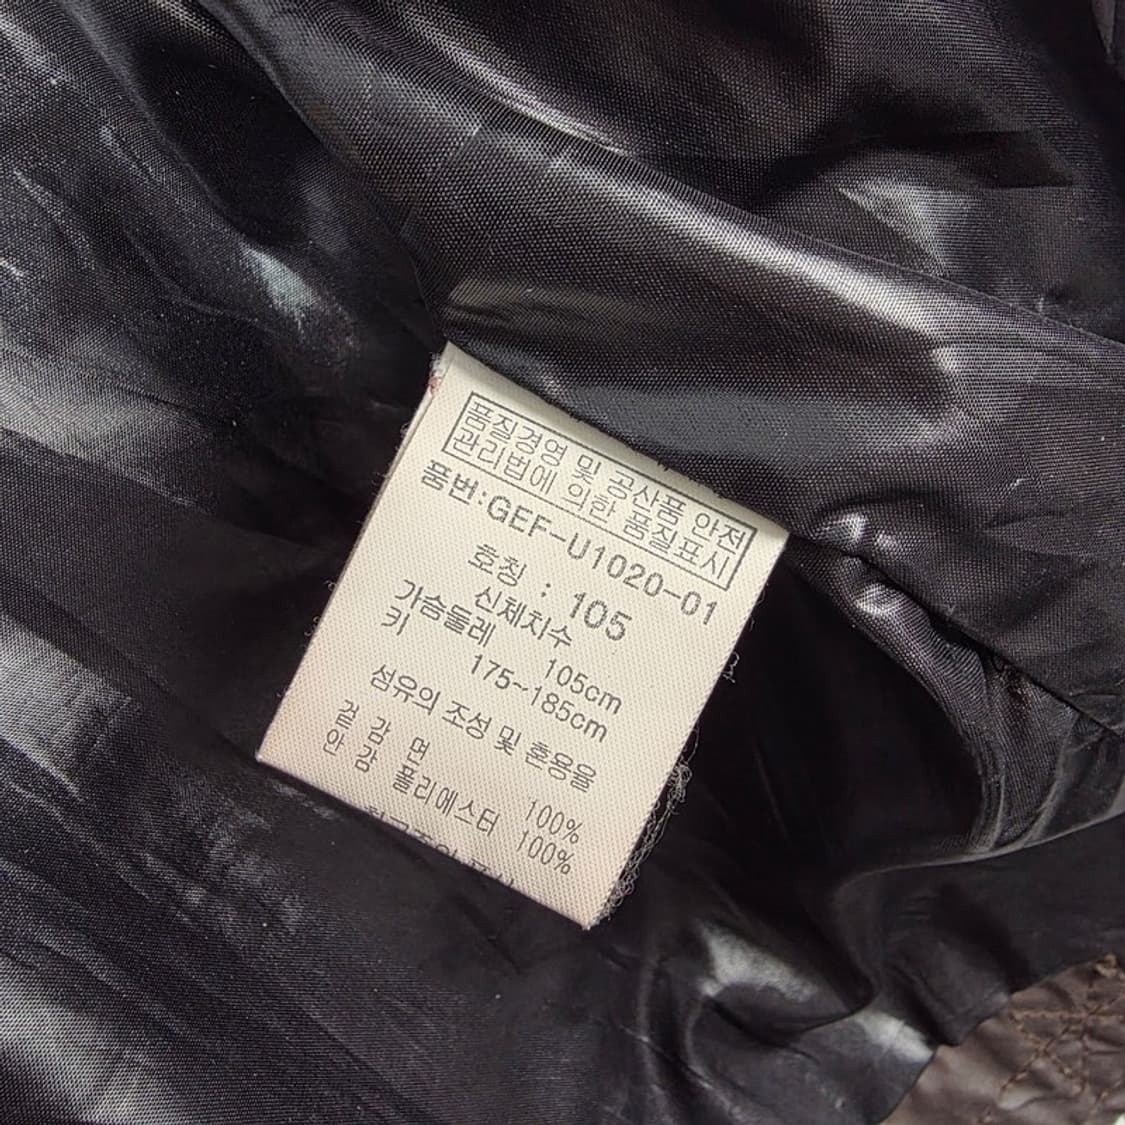 품질경영 및 공산품 안전
관리법에 의한 품질표시
품번:GEF-U1020-01
호칭 : 105
신체치수
가슴둘레 105cm
키 175~185cm
섬유의 조성 및 혼용율
겉 감 면 100%
안 감 폴리에스터 100%